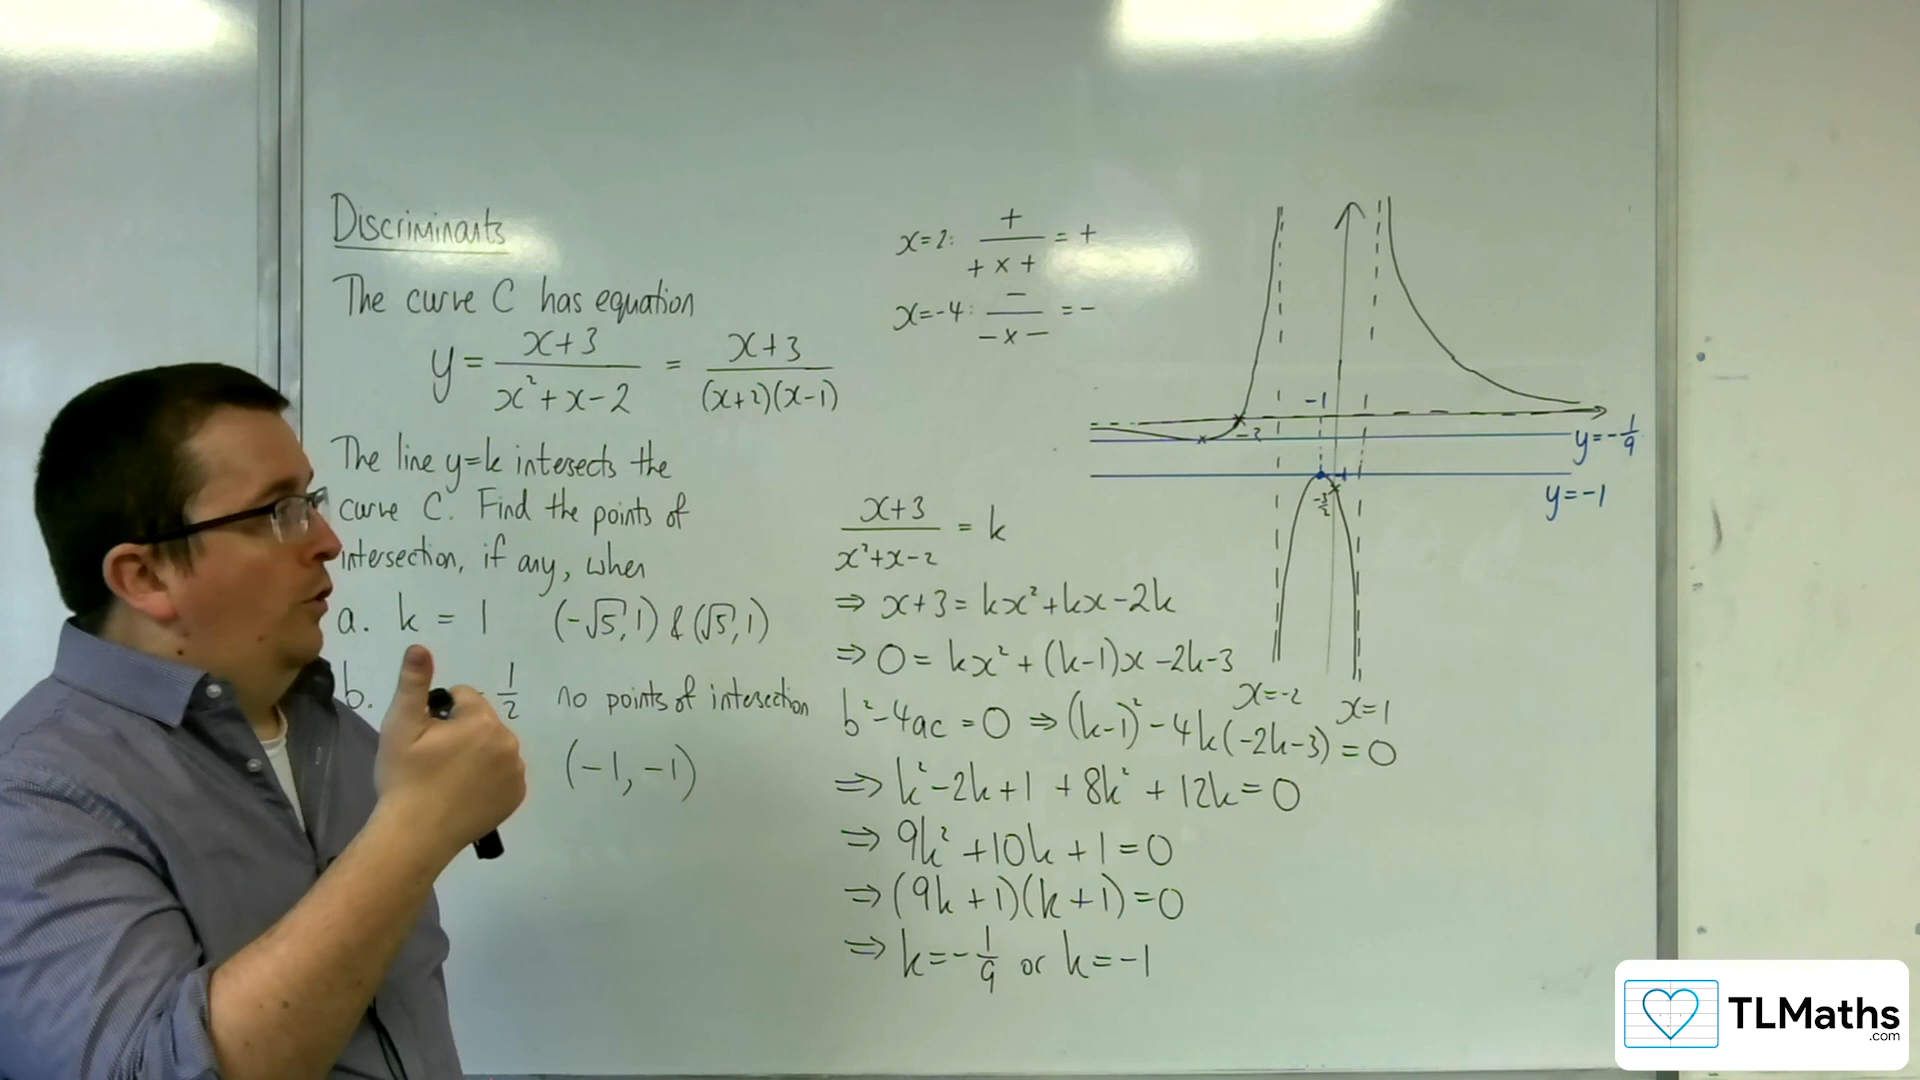 Discriminants
The curve C has equation
y = x+3 / x²+x-2 = x+3 / (x+2)(x-1)
The line y=k intersects the
curve C. Find the points of
intersection, if any, when
a. k = 1 (-√5, 1) & (√5, 1)
b. 1/2 no points of intersection
(-1, -1)
x=2: + / + x + = +
x=-4: - / - x - = -
x+3 / x²+x-2 = k
⇒ x+3 = kx²+kx-2k
⇒ 0 = kx² + (k-1)x -2k-3
b²-4ac = 0 ⇒ (k-1)² - 4k(-2k-3) = 0
⇒ k²-2k+1 + 8k² + 12k = 0
⇒ 9k² + 10k + 1 = 0
⇒ (9k + 1)(k + 1) = 0
⇒ k = -1/9 or k = -1
-1
-2
y=-1/9
-1
-3/2
y=-1
x=-2
x=1
TLMaths
.com